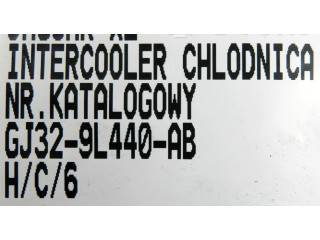 INTERCOOLER CHLODNICA
NR.KATALOGOWY
GJ32-9L440-AB
H/C/6